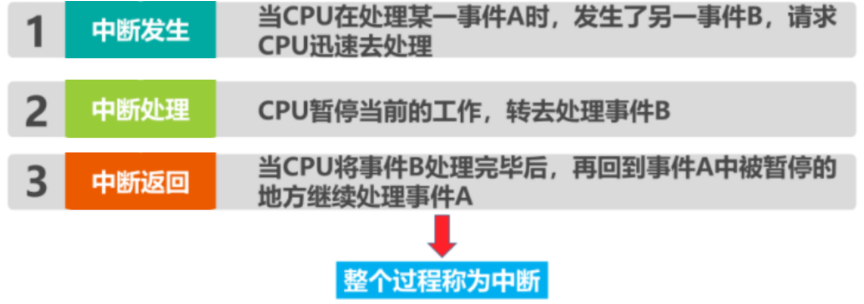 1
中断发生
当CPU在处理某一事件A时，发生了另一事件B，请求
CPU迅速去处理
2
中断处理
CPU暂停当前的工作，转去处理事件B
3
中断返回
当CPU将事件B处理完毕后，再回到事件A中被暂停的
地方继续处理事件A
整个过程称为中断